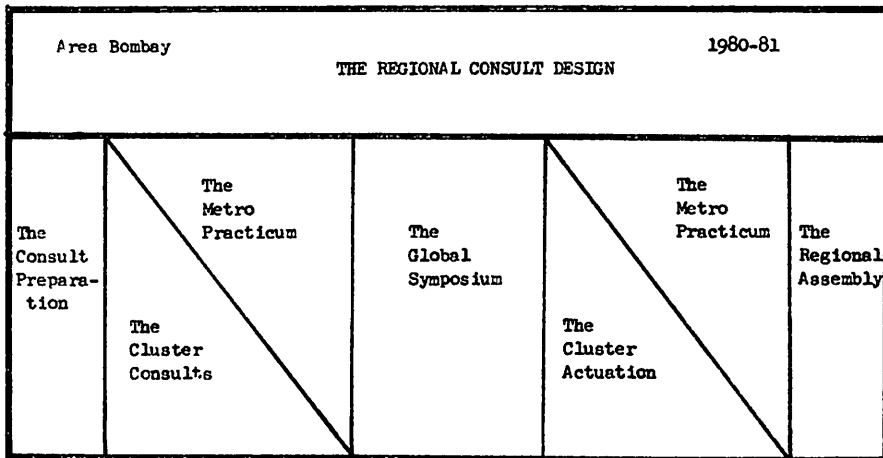 Area Bombay
1980-81
THE REGIONAL CONSULT DESIGN
The
Consult
Prepara-
tion
The
Metro
Practicum
The
Cluster
Consults
The
Global
Symposium
The
Metro
Practicum
The
Cluster
Actuation
The
Regional
Assembly